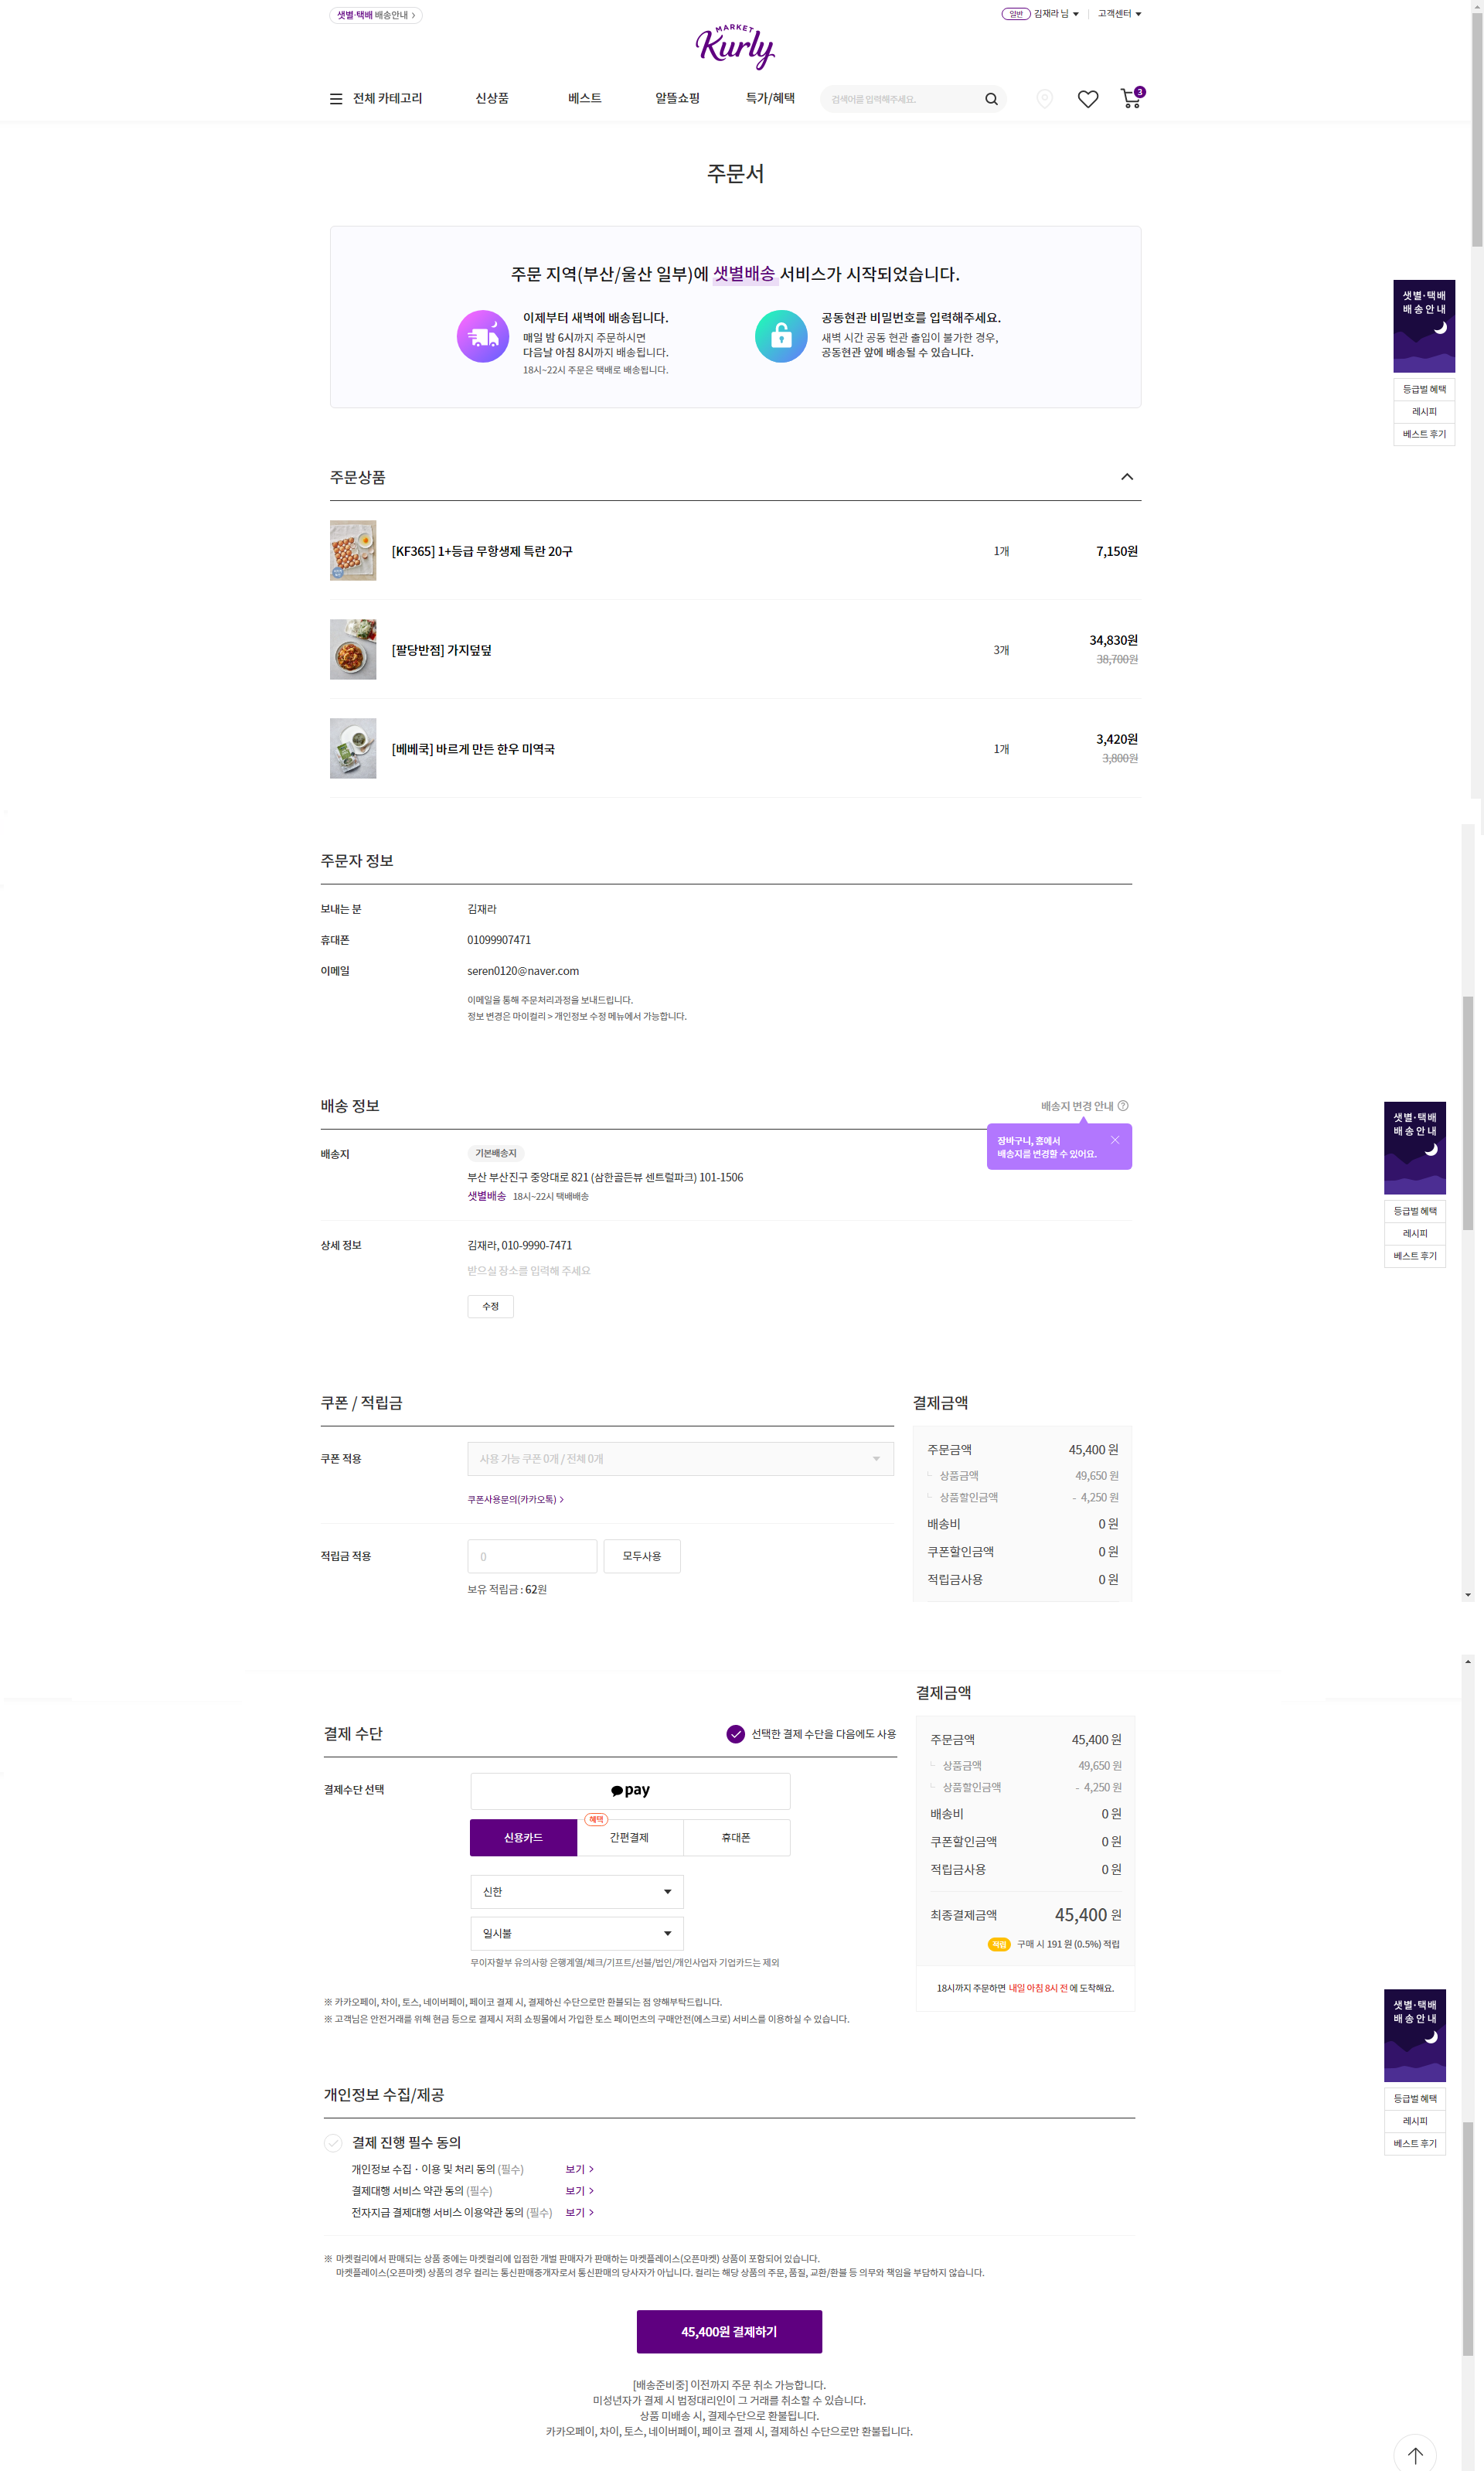 샛별·택배 배송안내 >
일반 김재라 님 ▼ | 고객센터 ▼
MARKET
Kurly
전체 카테고리 신상품 베스트 알뜰쇼핑 특가/혜택 검색어를 입력해주세요. 3
주문서
주문 지역(부산/울산 일부)에 샛별배송 서비스가 시작되었습니다.
이제부터 새벽에 배송됩니다.
매일 밤 6시까지 주문하시면
다음날 아침 8시까지 배송됩니다.
18시~22시 주문은 택배로 배송됩니다.
공동현관 비밀번호를 입력해주세요.
새벽 시간 공동 현관 출입이 불가한 경우,
공동현관 앞에 배송될 수 있습니다.
샛별·택배
배송안내
등급별 혜택
레시피
베스트 후기
주문상품
[KF365] 1+등급 무항생제 특란 20구 1개 7,150원
[팔당반점] 가지덮덮 3개 34,830원
38,700원
[베베쿡] 바르게 만든 한우 미역국 1개 3,420원
3,800원
주문자 정보
보내는 분 김재라
휴대폰 01099907471
이메일 seren0120@naver.com
이메일을 통해 주문처리과정을 보내드립니다.
정보 변경은 마이컬리 > 개인정보 수정 메뉴에서 가능합니다.
배송 정보 배송지 변경 안내 ?
장바구니, 홈에서
배송지를 변경할 수 있어요.
배송지 기본배송지
부산 부산진구 중앙대로 821 (삼한골든뷰 센트럴파크) 101-1506
샛별배송 18시~22시 택배배송
상세 정보 김재라, 010-9990-7471
받으실 장소를 입력해 주세요
수정
샛별·택배
배송안내
등급별 혜택
레시피
베스트 후기
쿠폰 / 적립금
쿠폰 적용 사용 가능 쿠폰 0개 / 전체 0개
쿠폰사용문의(카카오톡) >
적립금 적용 0 모두사용
보유 적립금 : 62원
결제금액
주문금액 45,400 원
상품금액 49,650 원
상품할인금액 - 4,250 원
배송비 0 원
쿠폰할인금액 0 원
적립금사용 0 원
결제 수단 선택한 결제 수단을 다음에도 사용
결제수단 선택 pay
혜택
신용카드 간편결제 휴대폰
신한
일시불
무이자할부 유의사항 은행계열/체크/기프트/선불/법인/개인사업자 기업카드는 제외
※ 카카오페이, 차이, 토스, 네이버페이, 페이코 결제 시, 결제하신 수단으로만 환불되는 점 양해부탁드립니다.
※ 고객님은 안전거래를 위해 현금 등으로 결제시 저희 쇼핑몰에서 가입한 토스 페이먼츠의 구매안전(에스크로) 서비스를 이용하실 수 있습니다.
결제금액
주문금액 45,400 원
상품금액 49,650 원
상품할인금액 - 4,250 원
배송비 0 원
쿠폰할인금액 0 원
적립금사용 0 원
최종결제금액 45,400 원
적립 구매 시 191 원 (0.5%) 적립
18시까지 주문하면 내일 아침 8시 전에 도착해요.
샛별·택배
배송안내
등급별 혜택
레시피
베스트 후기
개인정보 수집/제공
결제 진행 필수 동의
개인정보 수집 · 이용 및 처리 동의 (필수) 보기 >
결제대행 서비스 약관 동의 (필수) 보기 >
전자지급 결제대행 서비스 이용약관 동의 (필수) 보기 >
※ 마켓컬리에서 판매되는 상품 중에는 마켓컬리에 입점한 개별 판매자가 판매하는 마켓플레이스(오픈마켓) 상품이 포함되어 있습니다.
마켓플레이스(오픈마켓) 상품의 경우 컬리는 통신판매중개자로서 통신판매의 당사자가 아닙니다. 컬리는 해당 상품의 주문, 품질, 교환/환불 등 의무와 책임을 부담하지 않습니다.
45,400원 결제하기
[배송준비중] 이전까지 주문 취소 가능합니다.
미성년자가 결제 시 법정대리인이 그 거래를 취소할 수 있습니다.
상품 미배송 시, 결제수단으로 환불됩니다.
카카오페이, 차이, 토스, 네이버페이, 페이코 결제 시, 결제하신 수단으로만 환불됩니다.